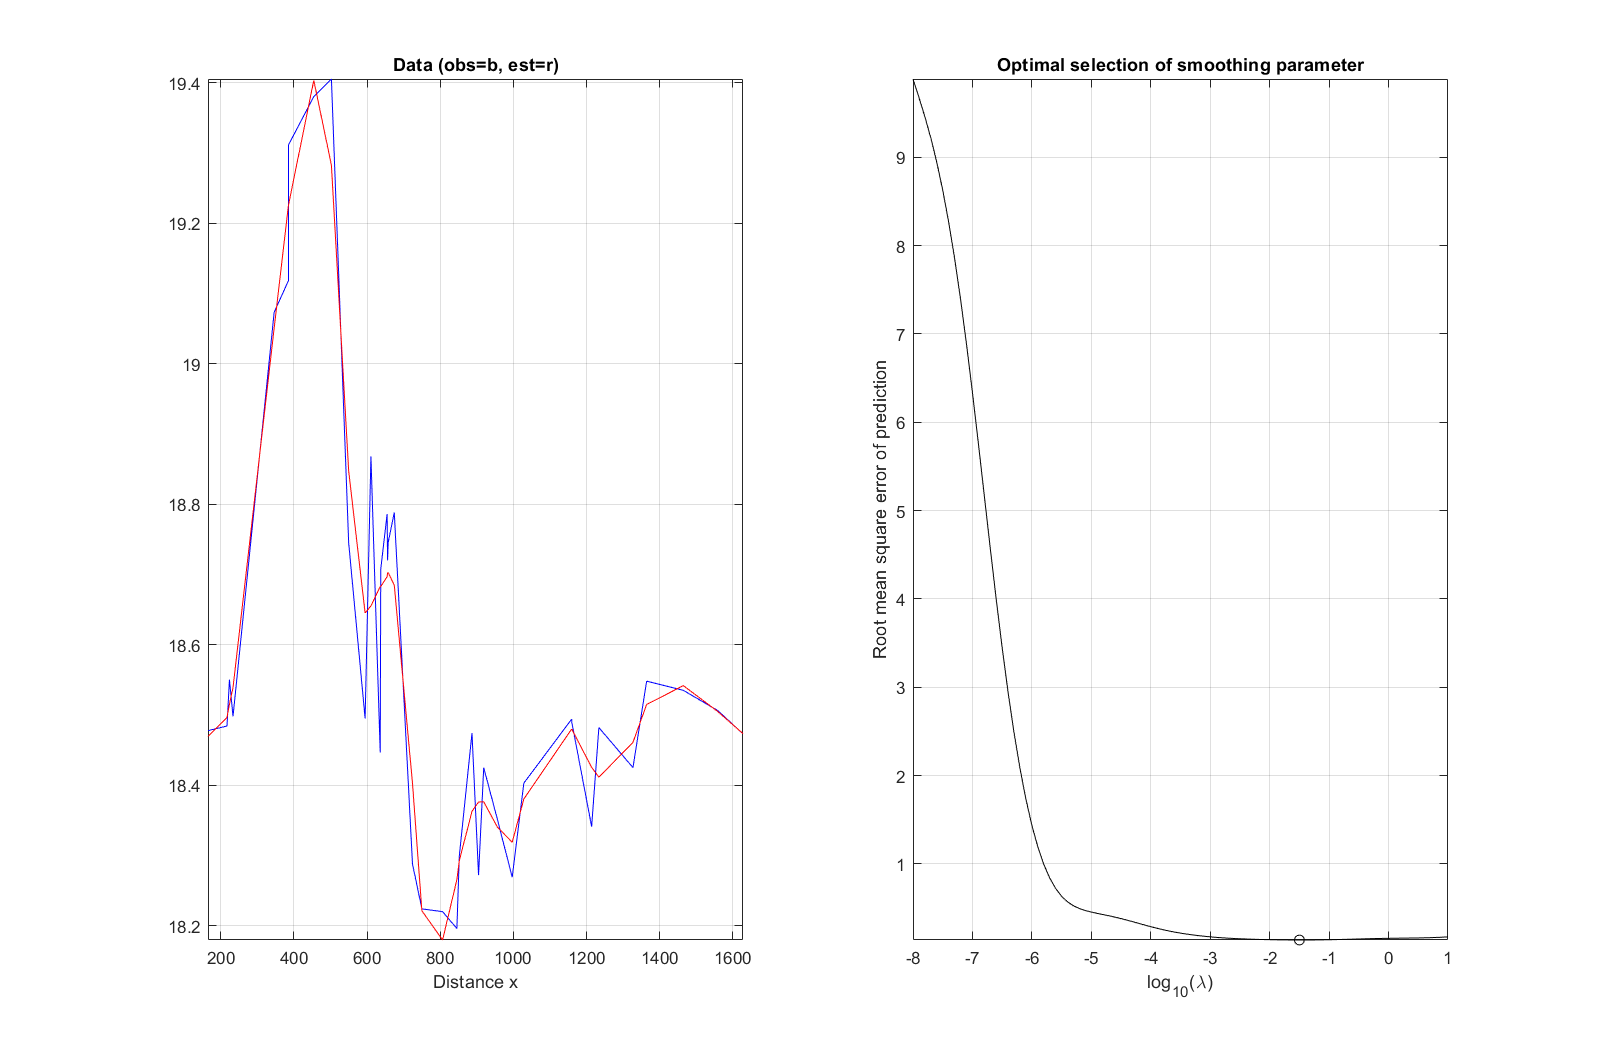 Data (obs=b, est=r)
19.4
19.2
19
18.8
18.6
18.4
18.2
200 400 600 800 1000 1200 1400 1600
Distance x
Optimal selection of smoothing parameter
Root mean square error of prediction
9
8
7
6
5
4
3
2
1
-8 -7 -6 -5 -4 -3 -2 -1 0 1
log10(λ)